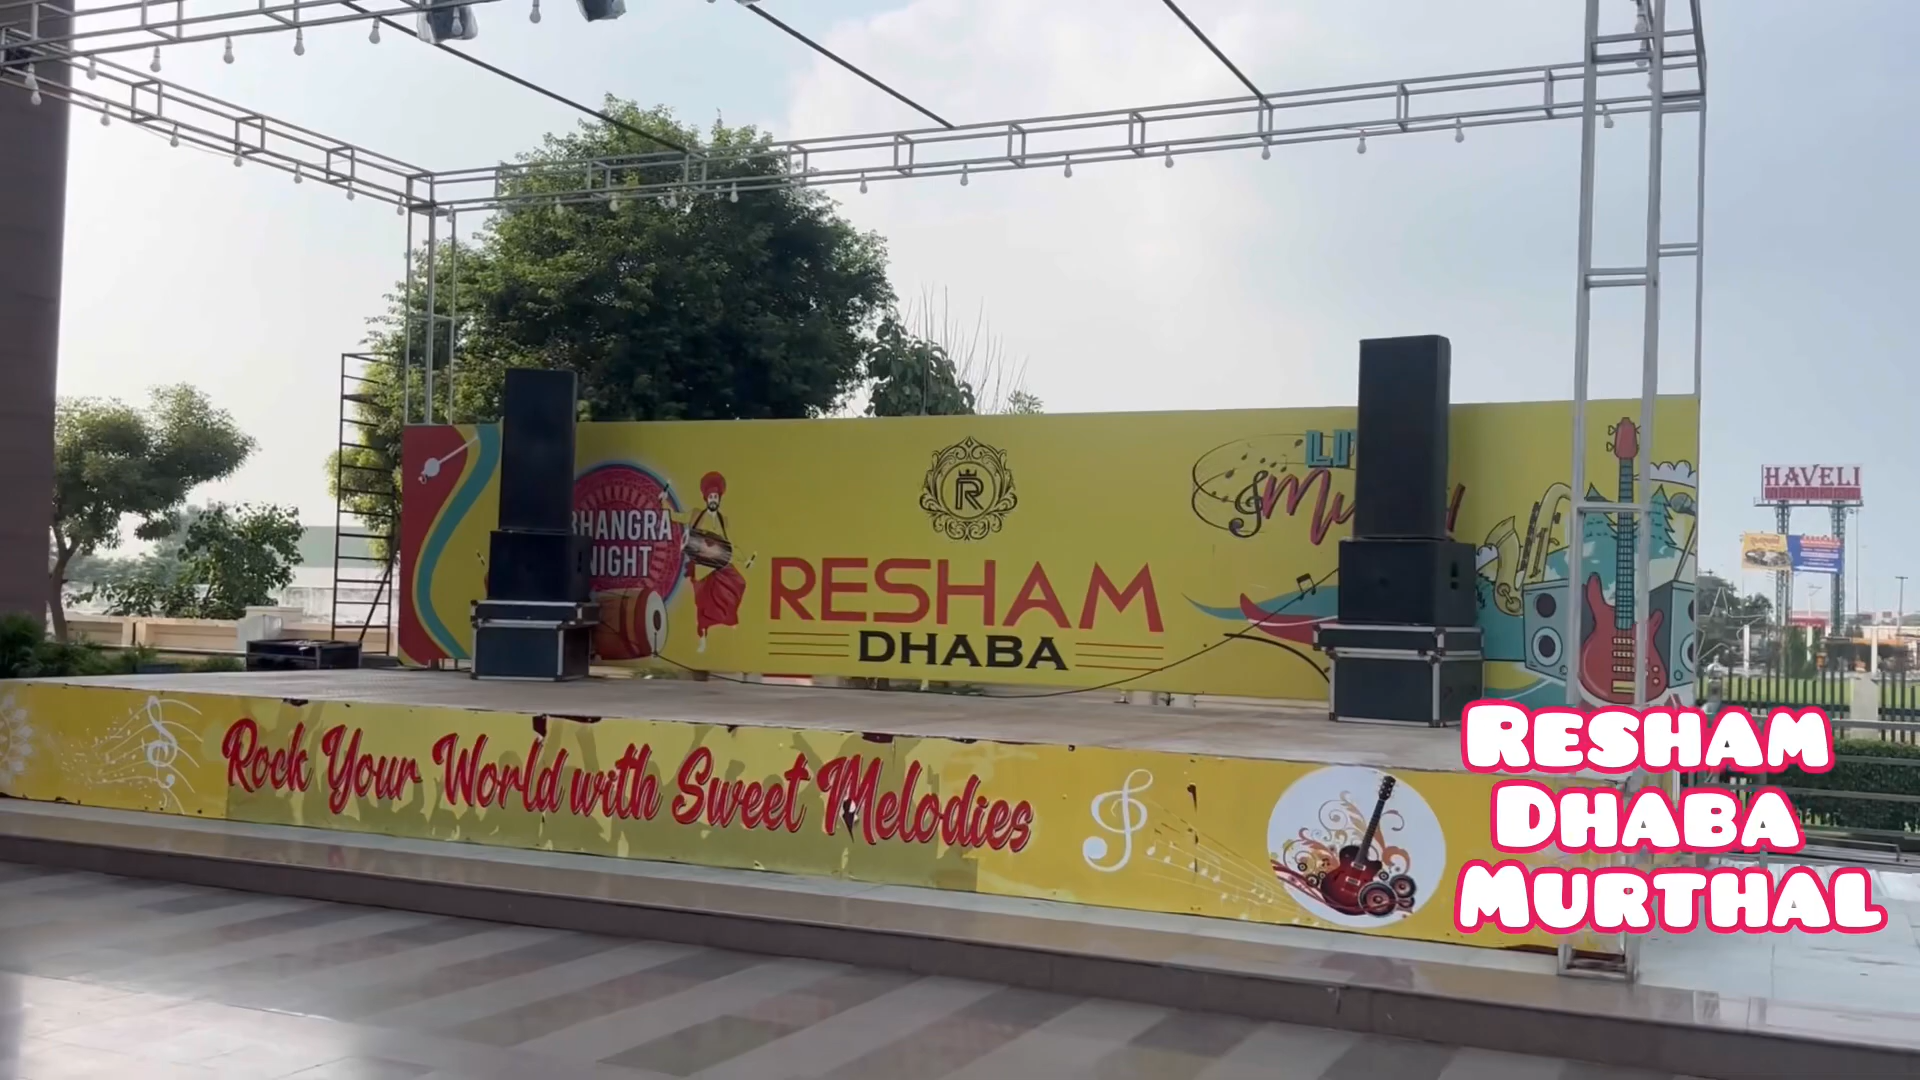 HAVELI
BHANGRA
NIGHT
R
RESHAM
DHABA
Rock Your World with Sweet Melodies
RESHAM
DHABA
MURTHAL